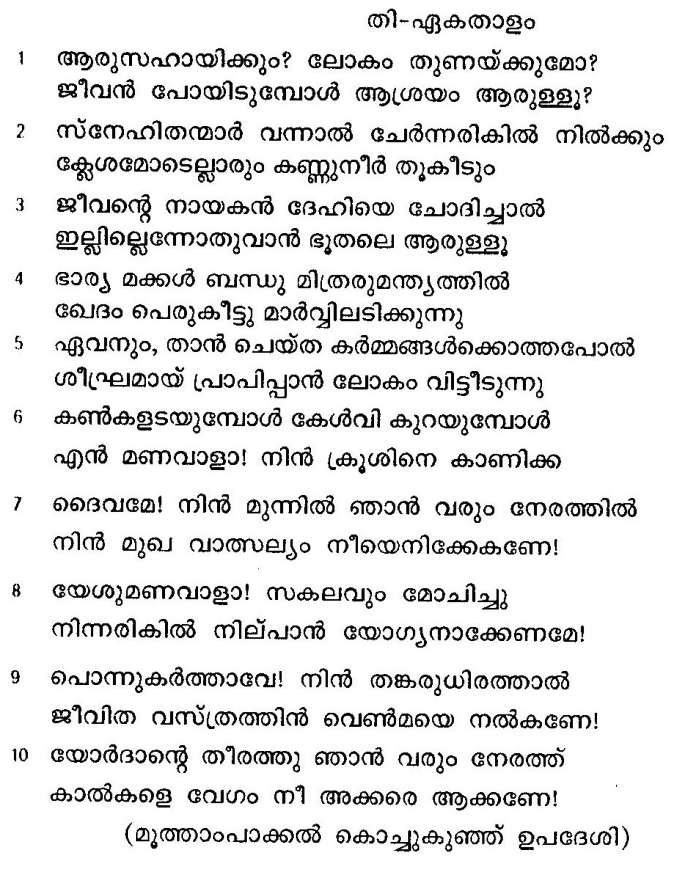 തി-ഏകതാളം
1 ആരുസഹായിക്കും? ലോകം തുണയ്ക്കുമോ?
ജീവൻ പോയിടുമ്പോൾ ആശ്രയം ആരുള്ളൂ?
2 സ്നേഹിതന്മാർ വന്നാൽ ചേർന്നരികിൽ നിൽക്കും
ക്ലേശമോടെല്ലാരും കണ്ണുനീർ തൂകീടും
3 ജീവന്റെ നായകൻ ദേഹിയെ ചോദിച്ചാൽ
ഇല്ലില്ലെന്നോതുവാൻ ഭൂതലെ ആരുള്ളൂ
4 ഭാര്യ മക്കൾ ബന്ധു മിത്രരുമന്ത്യത്തിൽ
ഖേദം പെരുകീട്ടു മാർവ്വിലടിക്കുന്നു
5 ഏവനും, താൻ ചെയ്ത കർമ്മങ്ങൾക്കൊത്തപോൽ
ശീഘ്രമായ് പ്രാപിപ്പാൻ ലോകം വിട്ടീടുന്നു
6 കൺകളടയുമ്പോൾ കേൾവി കുറയുമ്പോൾ
എൻ മണവാളാ! നിൻ ക്രൂശിനെ കാണിക്ക
7 ദൈവമേ! നിൻ മുന്നിൽ ഞാൻ വരും നേരത്തിൽ
നിൻ മുഖ വാത്സല്യം നീയെനിക്കേകണേ!
8 യേശുമണവാളാ! സകലവും മോചിച്ചു
നിന്നരികിൽ നില്പാൻ യോഗ്യനാക്കേണമേ!
9 പൊന്നുകർത്താവേ! നിൻ തങ്കരുധിരത്താൽ
ജീവിത വസ്ത്രത്തിൻ വെൺമയെ നൽകണേ!
10 യോർദാന്റെ തീരത്തു ഞാൻ വരും നേരത്ത്
കാൽകളെ വേഗം നീ അക്കരെ ആക്കണേ!
(മൂത്താംപാക്കൽ കൊച്ചുകുഞ്ഞ് ഉപദേശി)